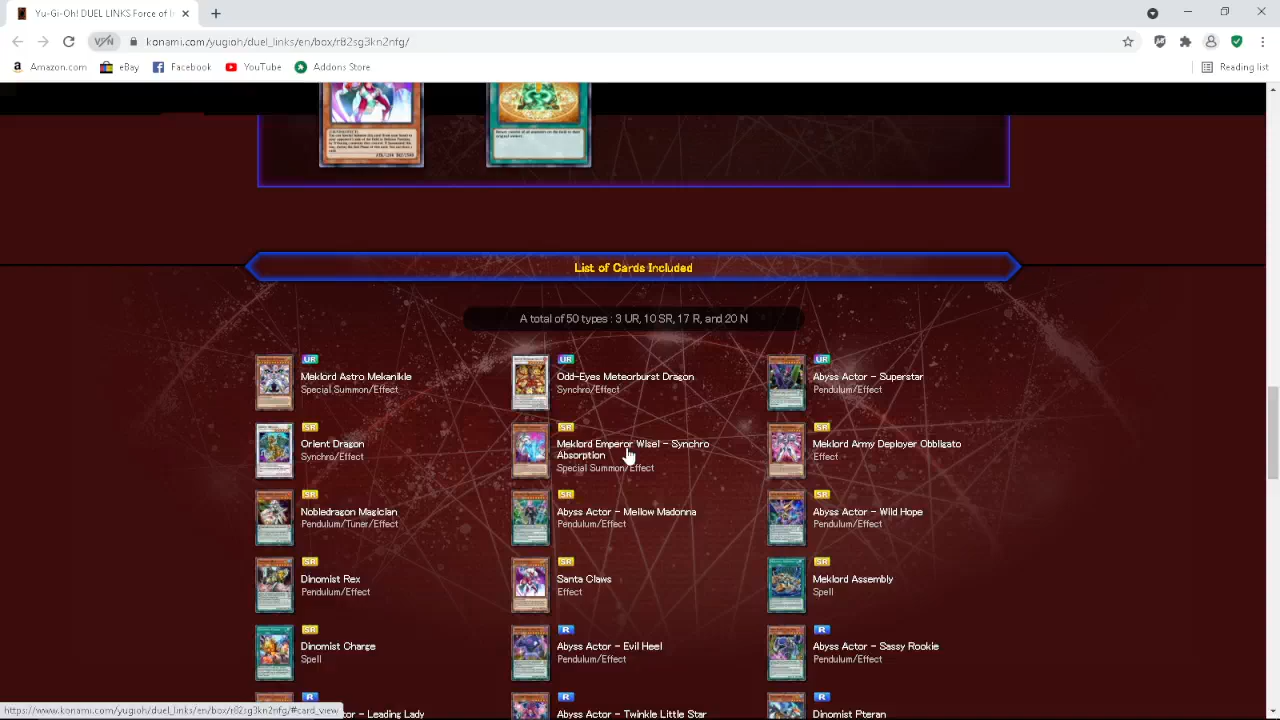 Yu-Gi-Oh! DUEL LINKS Force of I
VPN
konami.com/yugioh/duel_links/en/box/r82sg3kn2nfg/
Amazon.com
eBay
Facebook
YouTube
Addons Store
Reading list
List of Cards Included
A total of 50 types : 3 UR, 10 SR, 17 R, and 20 N
UR
Meklord Astro Mekanikle
Special Summon/Effect
UR
Odd-Eyes Meteorburst Dragon
Synchro/Effect
UR
Abyss Actor - Superstar
Pendulum/Effect
SR
Orient Dragon
Synchro/Effect
SR
Meklord Emperor Wisel - Synchro
Absorption
Special Summon/Effect
SR
Meklord Army Deployer Obbligato
Effect
SR
Nobledragon Magician
Pendulum/Tuner/Effect
SR
Abyss Actor - Mellow Madonna
Pendulum/Effect
SR
Abyss Actor - Wild Hope
Pendulum/Effect
SR
Dinomist Rex
Pendulum/Effect
SR
Santa Claws
Effect
SR
Meklord Assembly
Spell
SR
Dinomist Charge
Spell
R
Abyss Actor - Evil Heel
Pendulum/Effect
R
Abyss Actor - Sassy Rookie
Pendulum/Effect
R
tor - Leading Lady
R
Abyss Actor - Twinkle Little Star
R
Dinomist Pteran
https://www.konami.com/yugioh/duel_links/en/box/r82sg3kn2nfg/#card_view